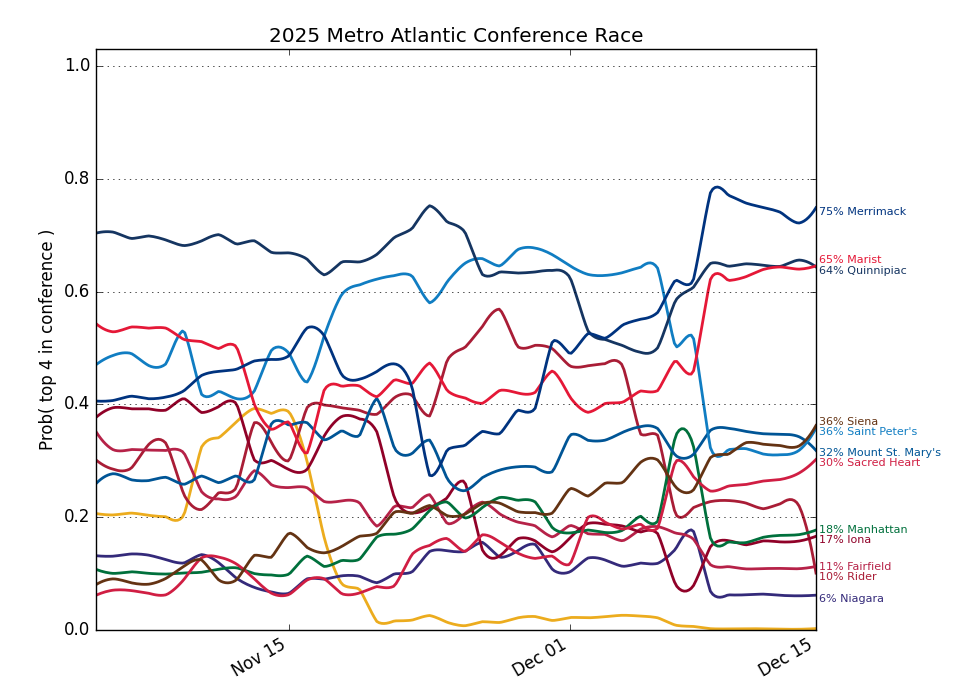 2025 Metro Atlantic Conference Race
Prob( top 4 in conference )
1.0
0.8
0.6
0.4
0.2
0.0
Nov 15
Dec 01
Dec 15
75% Merrimack
65% Marist
64% Quinnipiac
36% Siena
36% Saint Peter's
32% Mount St. Mary's
30% Sacred Heart
18% Manhattan
17% Iona
11% Fairfield
10% Rider
6% Niagara